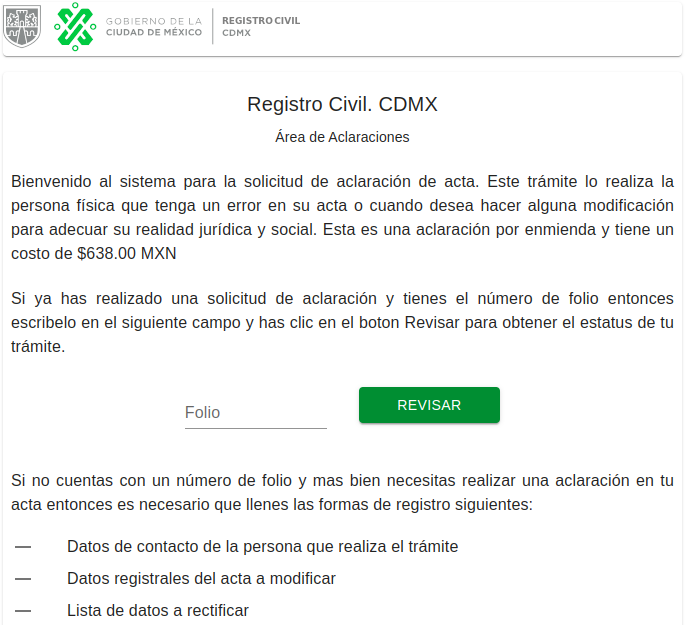 GOBIERNO DE LA
CIUDAD DE MÉXICO
REGISTRO CIVIL
CDMX
Registro Civil. CDMX
Área de Aclaraciones
Bienvenido al sistema para la solicitud de aclaración de acta. Este trámite lo realiza la
persona física que tenga un error en su acta o cuando desea hacer alguna modificación
para adecuar su realidad jurídica y social. Esta es una aclaración por enmienda y tiene un
costo de $638.00 MXN
Si ya has realizado una solicitud de aclaración y tienes el número de folio entonces
escribelo en el siguiente campo y has clic en el boton Revisar para obtener el estatus de tu
trámite.
Folio
REVISAR
Si no cuentas con un número de folio y mas bien necesitas realizar una aclaración en tu
acta entonces es necesario que llenes las formas de registro siguientes:
— Datos de contacto de la persona que realiza el trámite
— Datos registrales del acta a modificar
— Lista de datos a rectificar